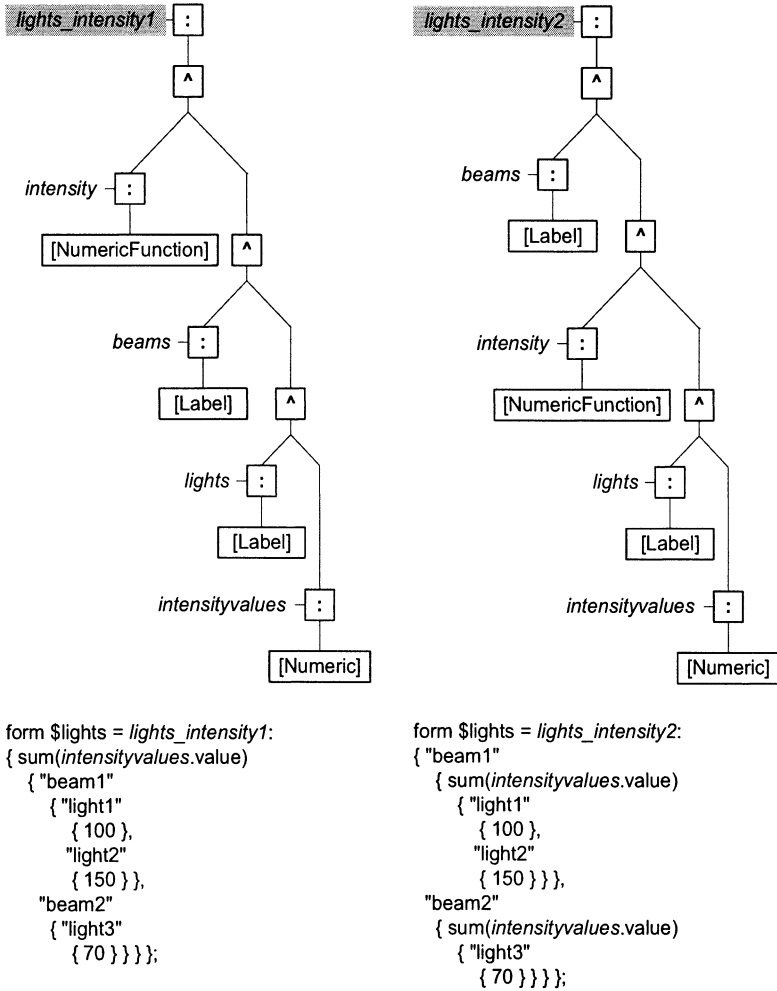 lights_intensity1 :
^
intensity :
[NumericFunction] ^
beams :
[Label] ^
lights :
[Label]
intensityvalues :
[Numeric]
form $lights = lights_intensity1:
{ sum(intensityvalues.value)
{ "beam1"
{ "light1"
{ 100 },
"light2"
{ 150 } },
"beam2"
{ "light3"
{ 70 } } } };
lights_intensity2 :
^
beams :
[Label] ^
intensity :
[NumericFunction] ^
lights :
[Label]
intensityvalues :
[Numeric]
form $lights = lights_intensity2:
{ "beam1"
{ sum(intensityvalues.value)
{ "light1"
{ 100 },
"light2"
{ 150 } } },
"beam2"
{ sum(intensityvalues.value)
{ "light3"
{ 70 } } } };